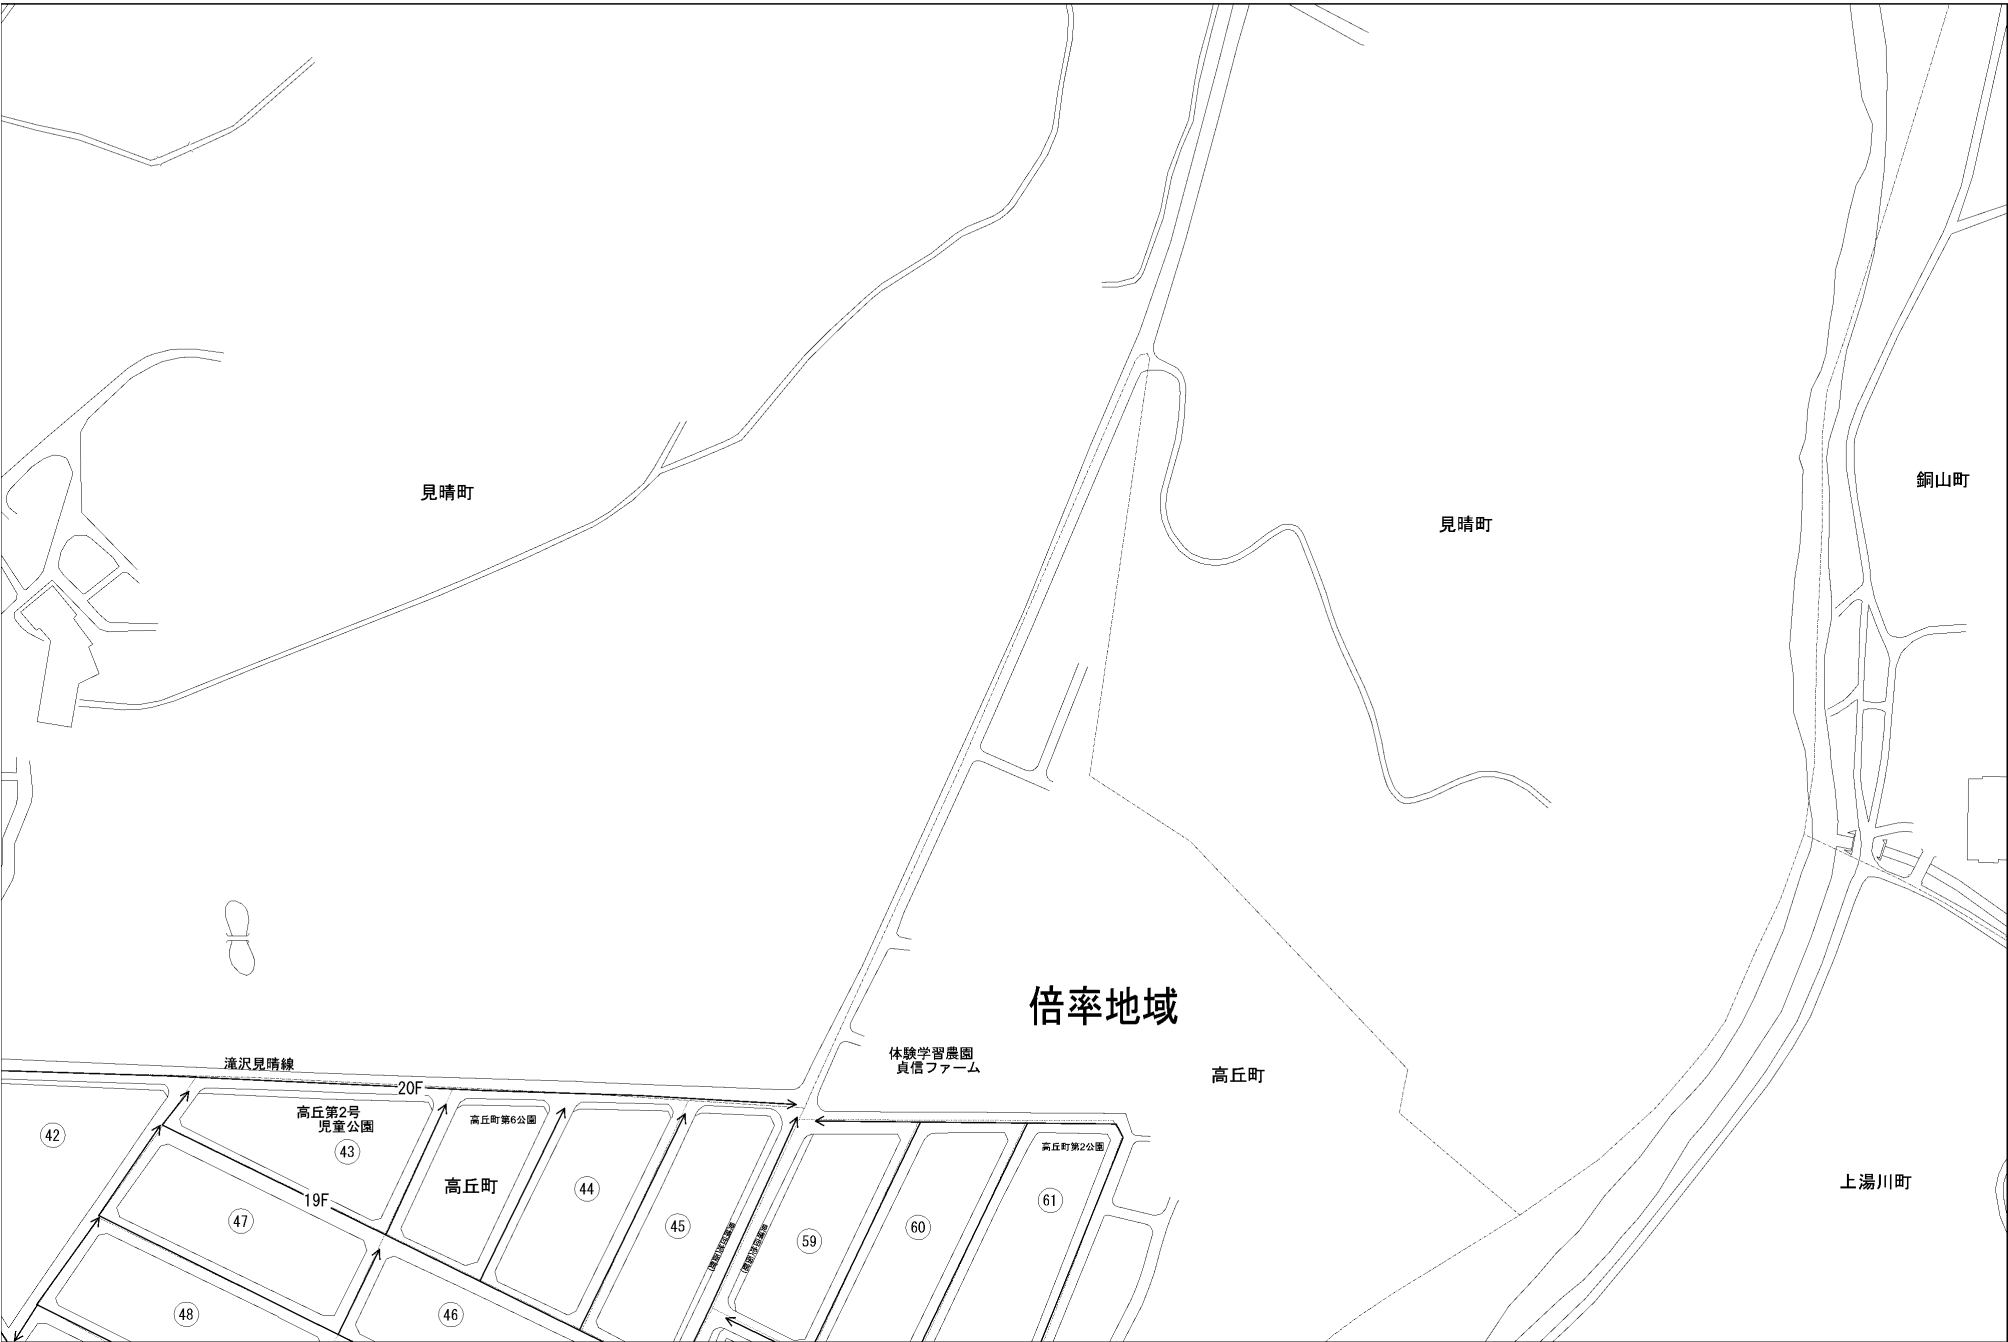 見晴町
見晴町
銅山町
倍率地域
体験学習農園
貞信ファーム
高丘町
滝沢見晴線
20F
高丘第2号
児童公園
高丘町第6公園
高丘町第2公園
42
43
高丘町
44
19F
47
45
59
60
61
上湯川町
48
46